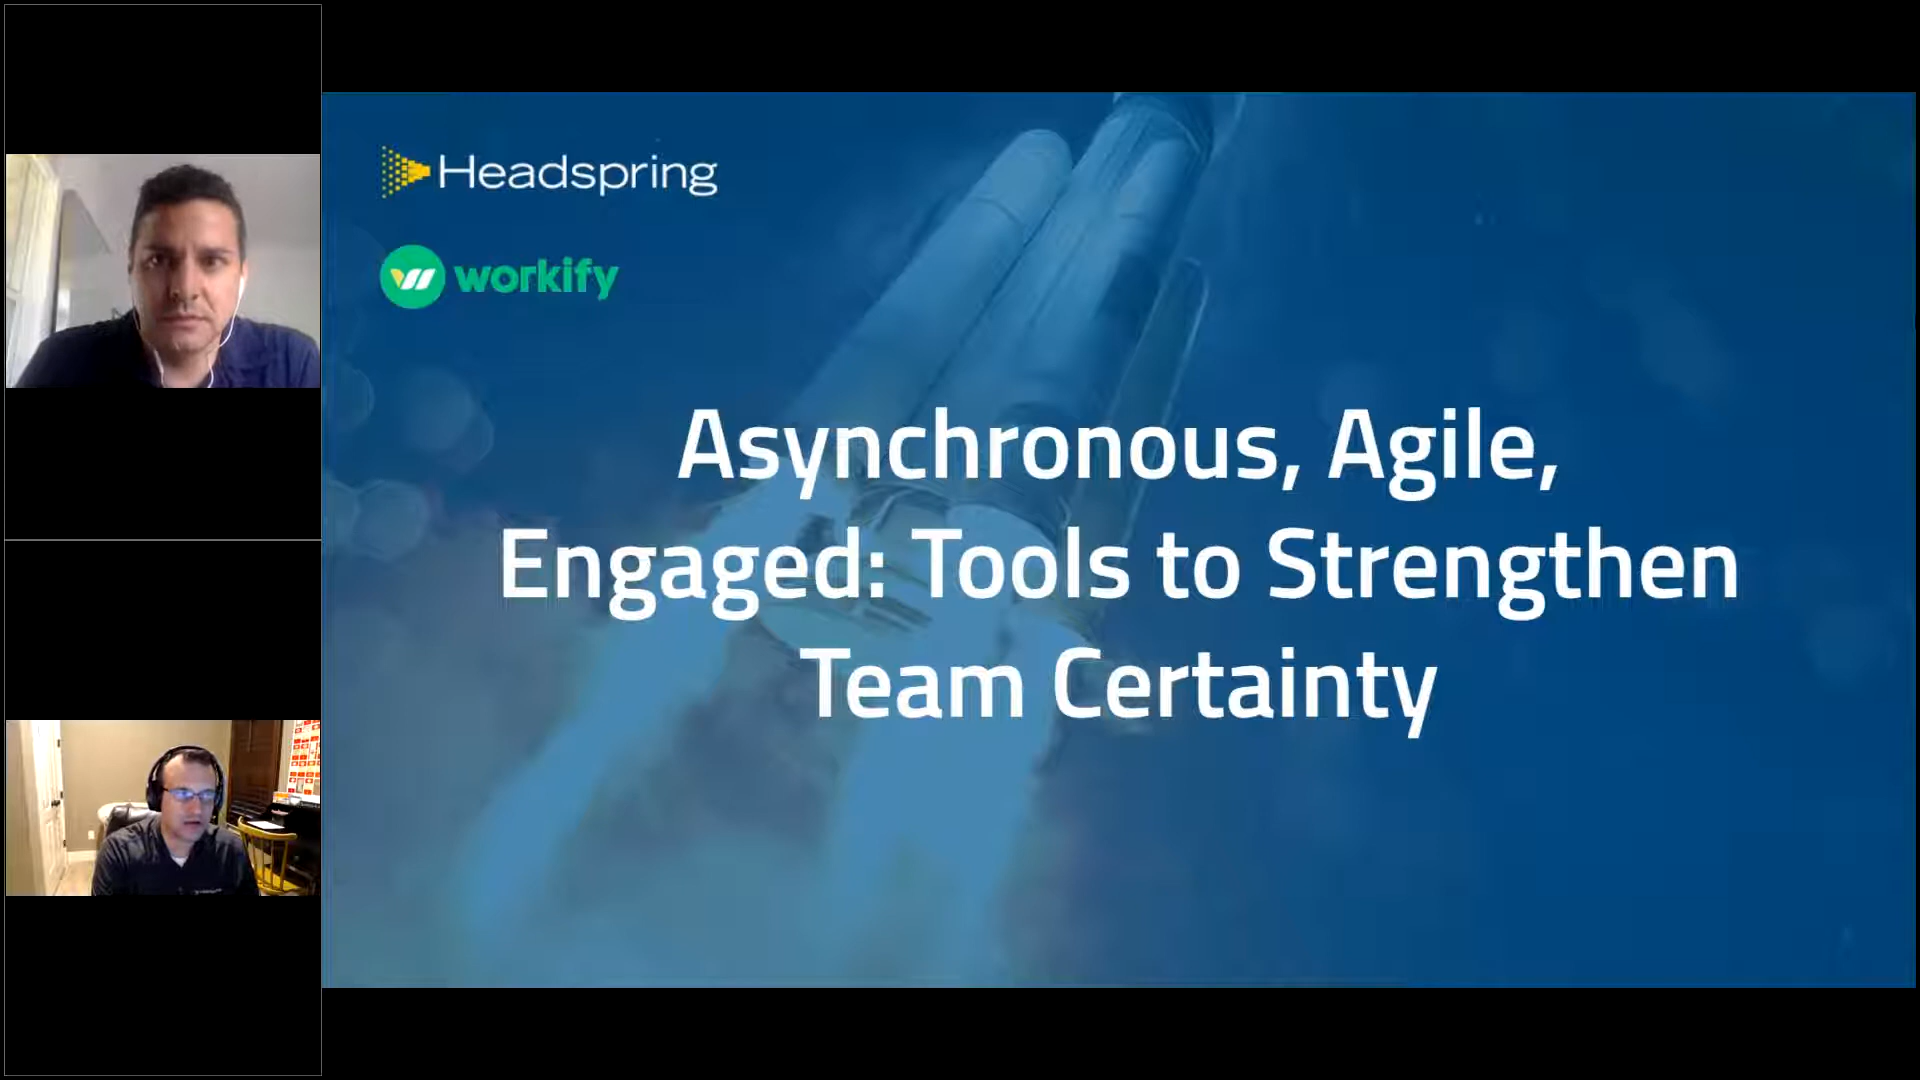 Headspring
workify
Asynchronous, Agile,
Engaged: Tools to Strengthen
Team Certainty